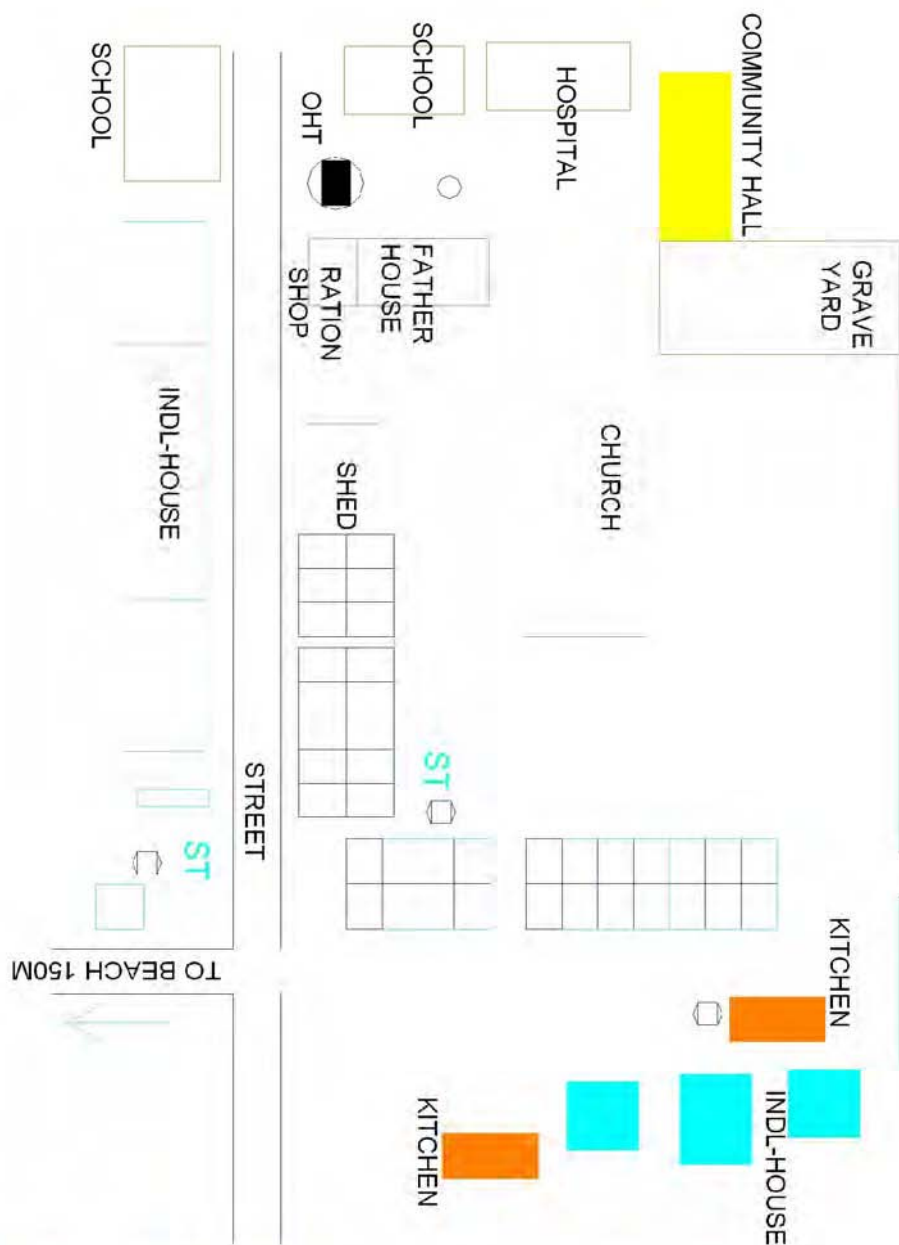 SCHOOL
SCHOOL
HOSPITAL
COMMUNITY HALL
OHT
GRAVE
YARD
FATHER
HOUSE
RATION
SHOP
INDL-HOUSE
SHED
CHURCH
STREET
ST
ST
TO BEACH 150M
KITCHEN
KITCHEN
INDL-HOUSE